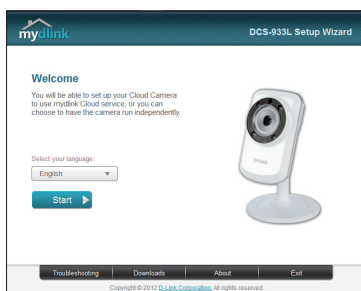 mydlink
DCS-933L Setup Wizard
Welcome
You will be able to set up your Cloud Camera
to use mydlink Cloud service, or you can
choose to have the camera run independently.
Select your language:
English
Start
D-Link
Troubleshooting
Downloads
About
Exit
Copyright © 2012 D-Link Corporation. All rights reserved.